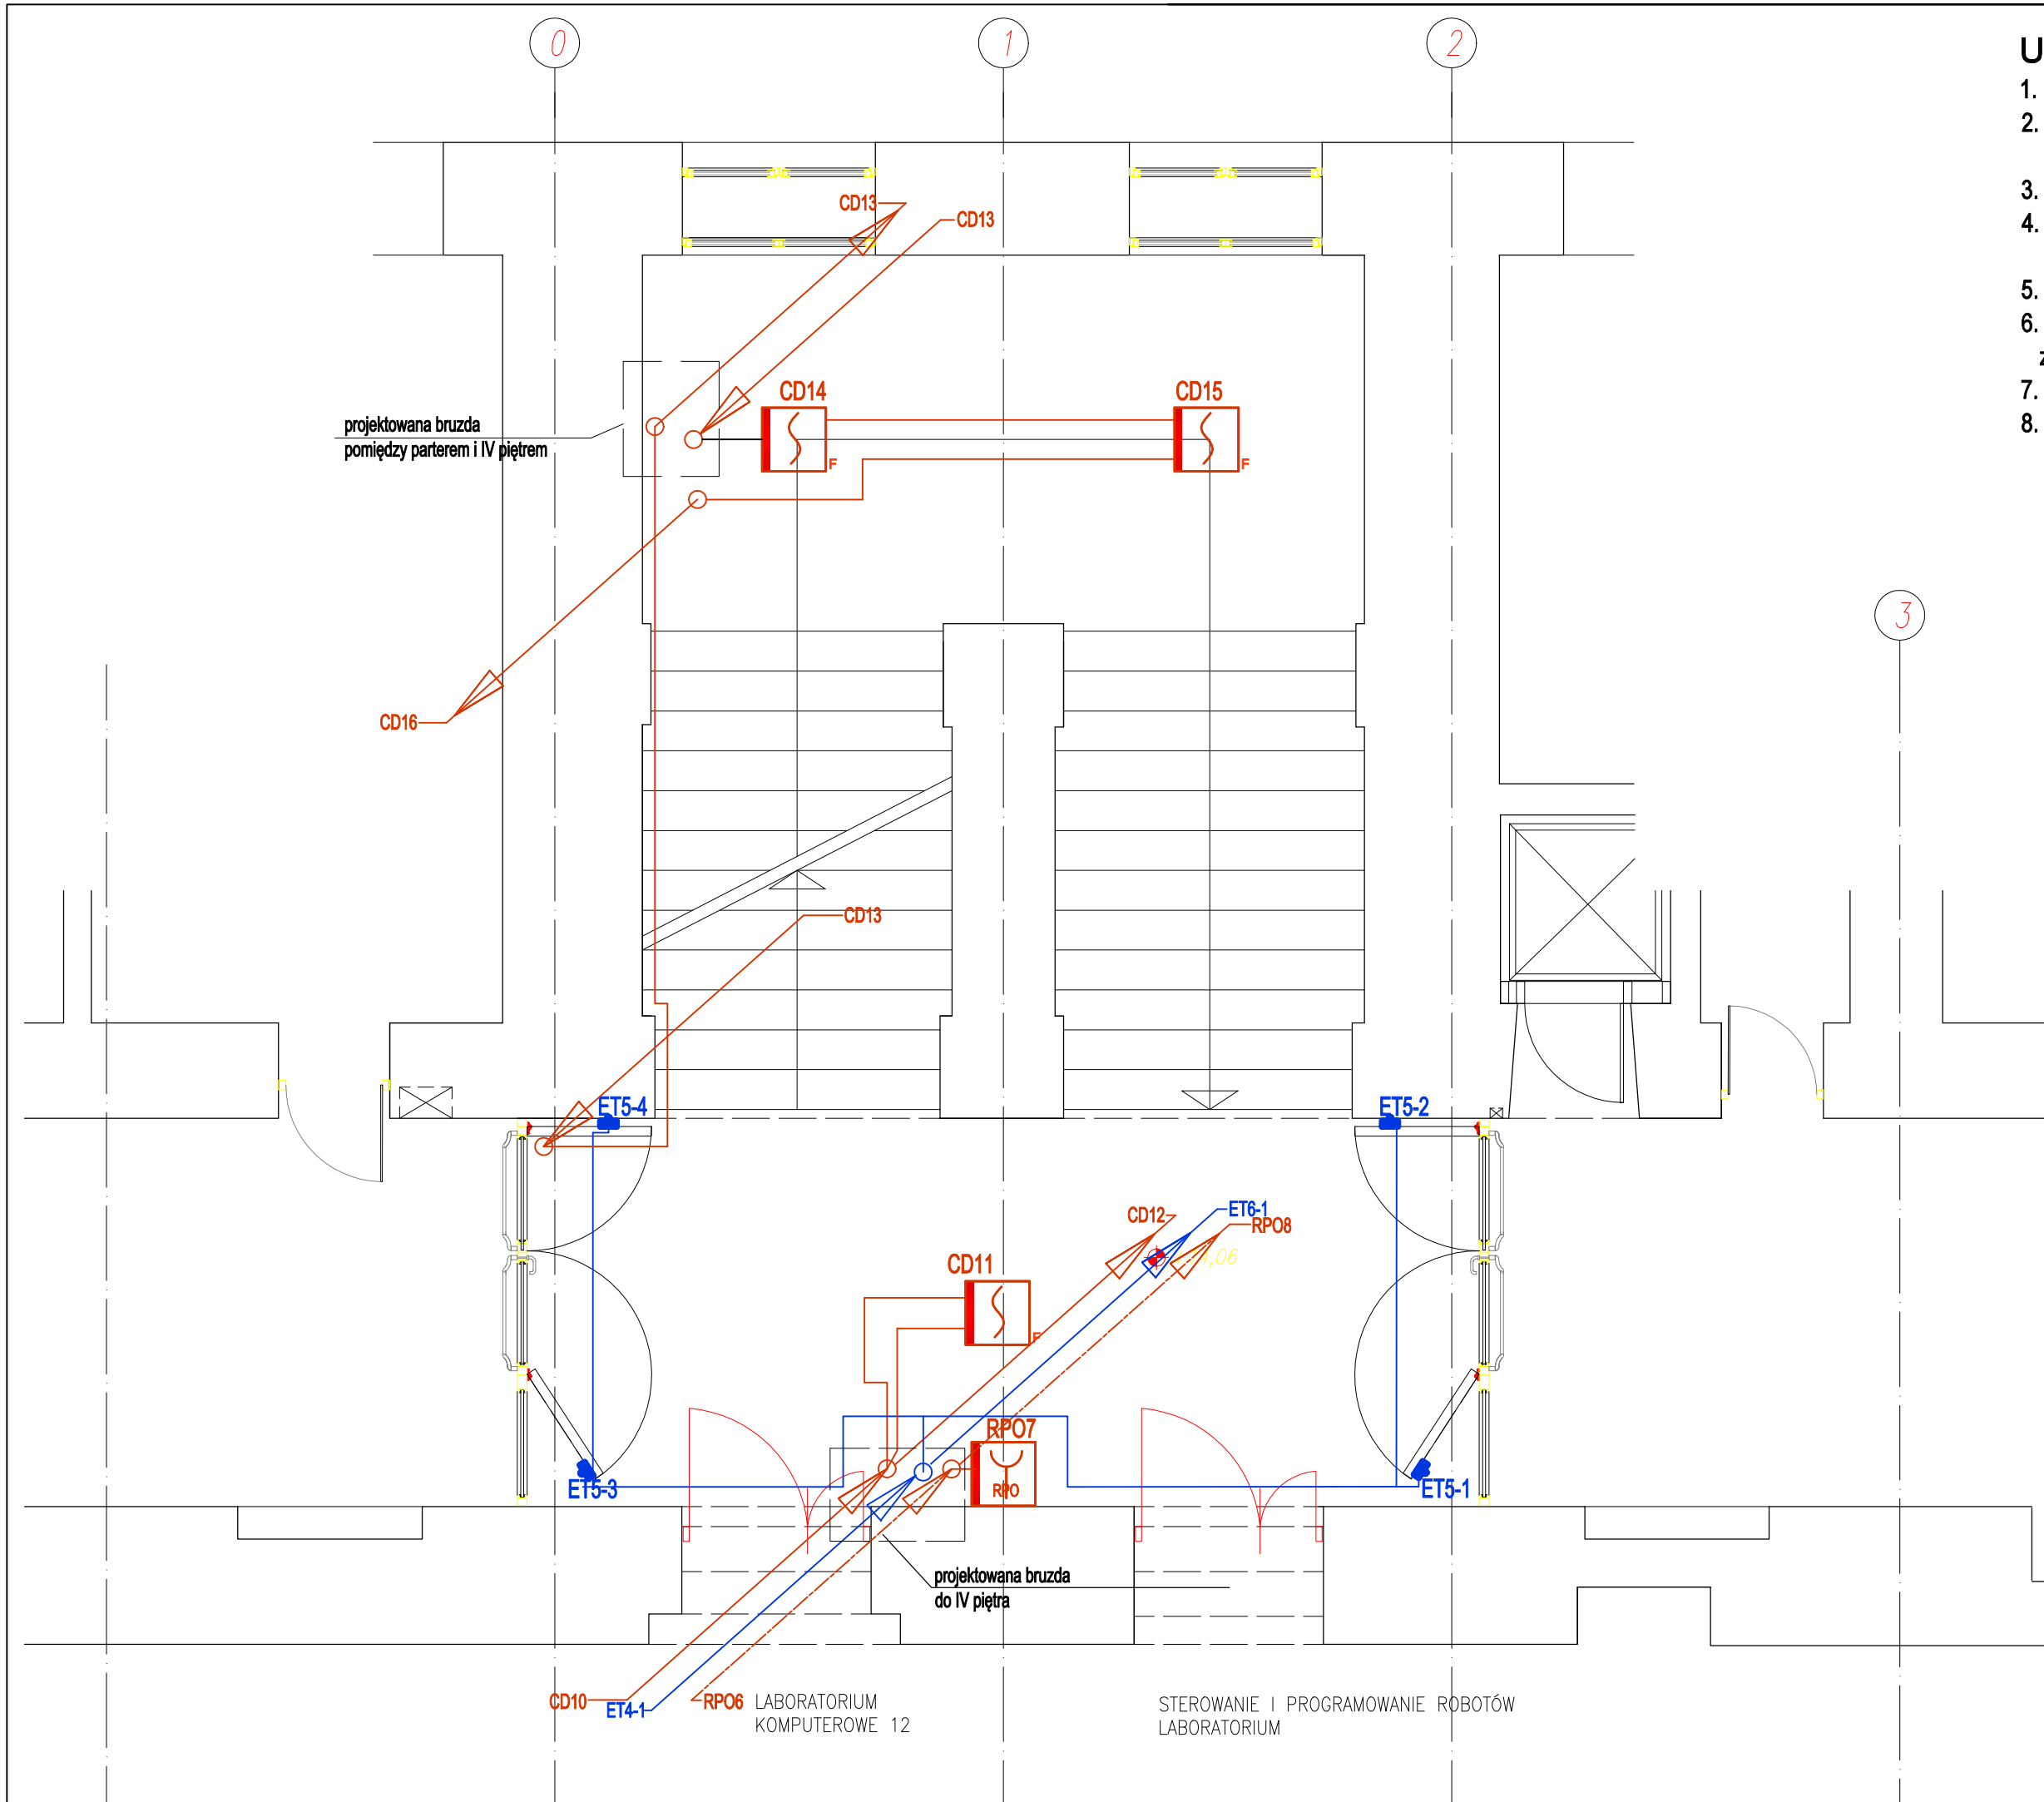 0
1
2
U
1.
2.
3.
4.
5.
6.
z
7.
8.
CD13
CD13
CD14
CD15
F
F
projektowana bruzda
pomiędzy parterem i IV piętrem
3
CD16
CD13
ET5-4
ET5-2
CD12
ET6-1
RPO8
,06
CD11
F
RPO7
RPO
ET5-3
ET5-1
projektowana bruzda
do IV piętra
CD10
ET4-1
RPO6
LABORATORIUM
KOMPUTEROWE 12
STEROWANIE I PROGRAMOWANIE ROBOTÓW
LABORATORIUM